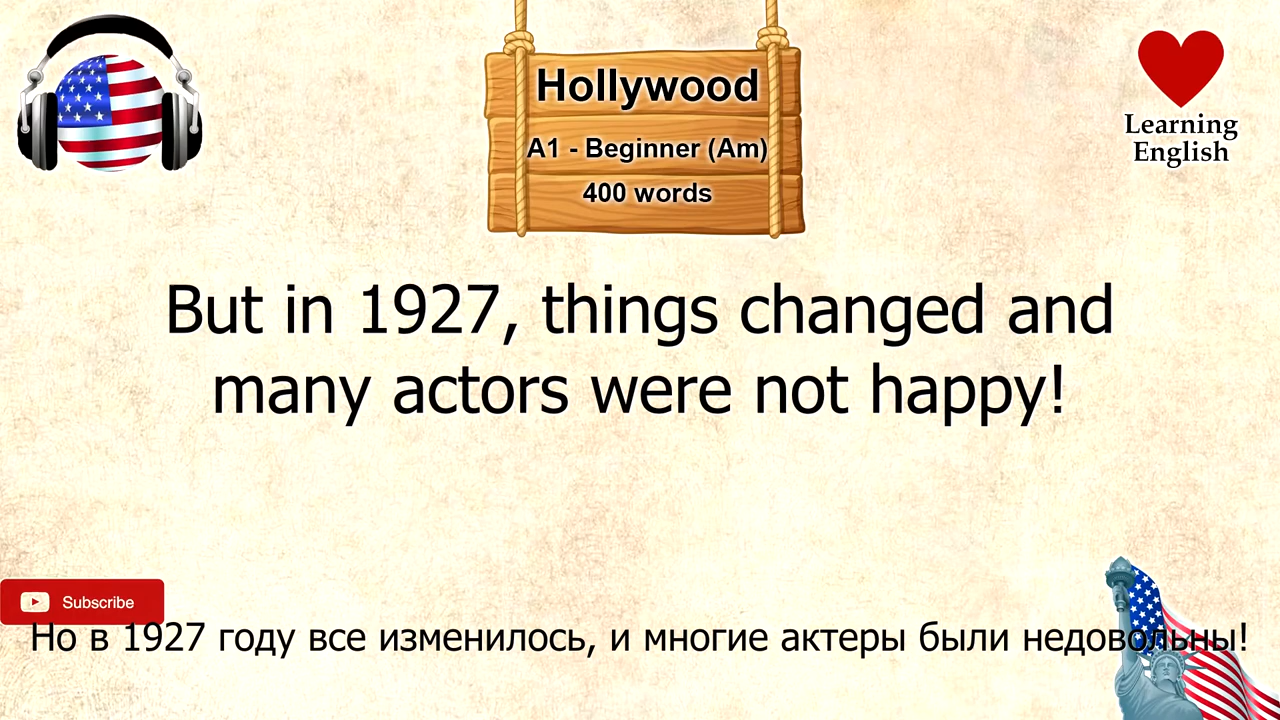 Hollywood
A1 - Beginner (Am)
400 words
Learning
English
But in 1927, things changed and
many actors were not happy!
Subscribe
Но в 1927 году все изменилось, и многие актеры были недовольны!